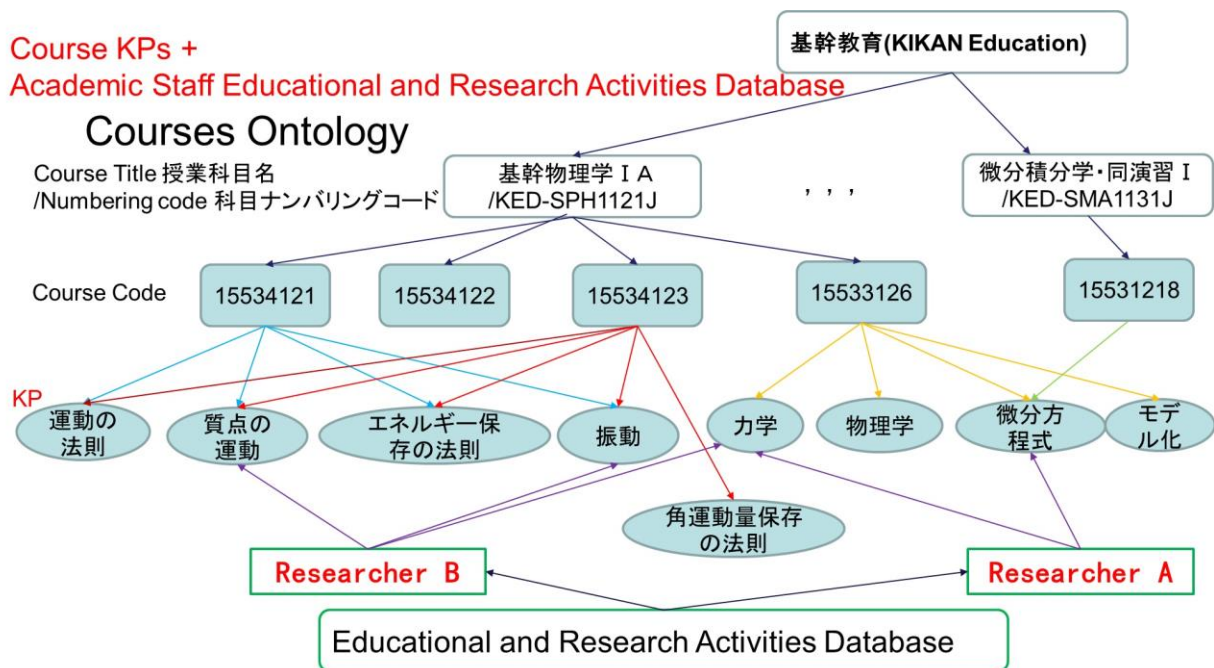 Course KPs +
Academic Staff Educational and Research Activities Database
Courses Ontology
基幹教育(KIKAN Education)
Course Title 授業科目名
/Numbering code 科目ナンバリングコード
基幹物理学ⅠA
/KED-SPH1121J
, , ,
微分積分学・同演習Ⅰ
/KED-SMA1131J
Course Code
15534121
15534122
15534123
15533126
15531218
KP
運動の
法則
質点の
運動
エネルギー保
存の法則
振動
力学
物理学
微分方
程式
モデ
ル化
角運動量保存
の法則
Researcher B
Researcher A
Educational and Research Activities Database